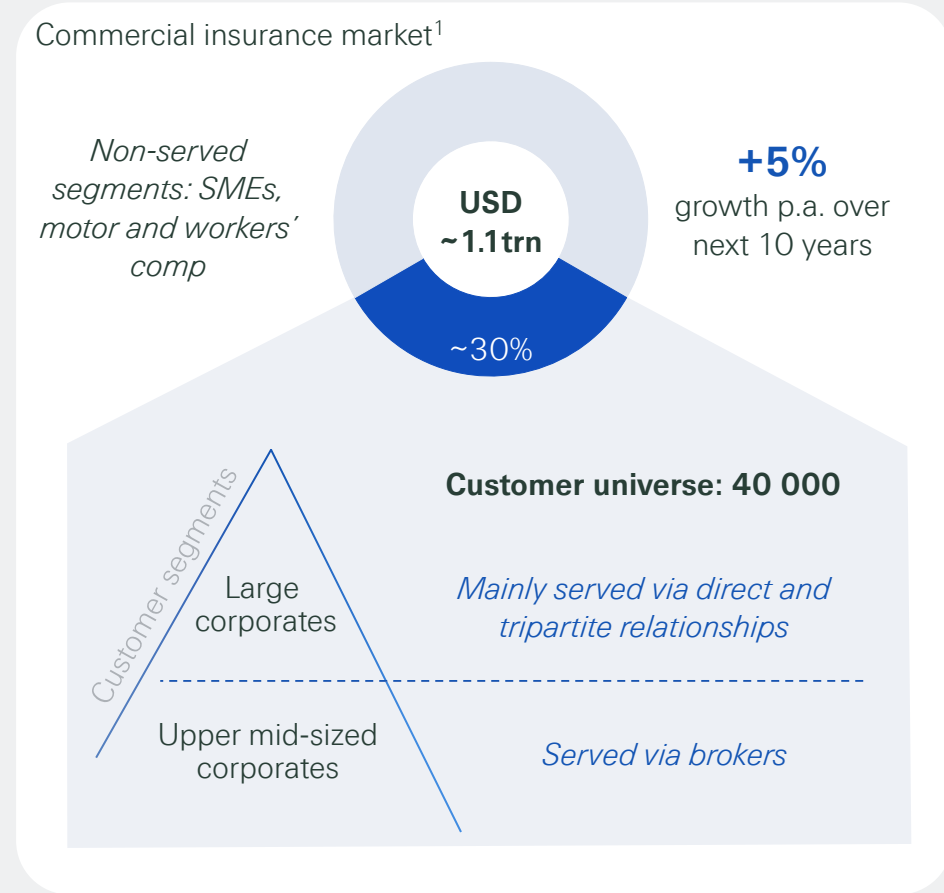 Commercial insurance market¹
Non-served
segments: SMEs,
motor and workers’
comp
USD
~1.1trn
+5%
growth p.a. over
next 10 years
~30%
Customer segments
Customer universe: 40 000
Large
corporates
Mainly served via direct and
tripartite relationships
Upper mid-sized
corporates
Served via brokers